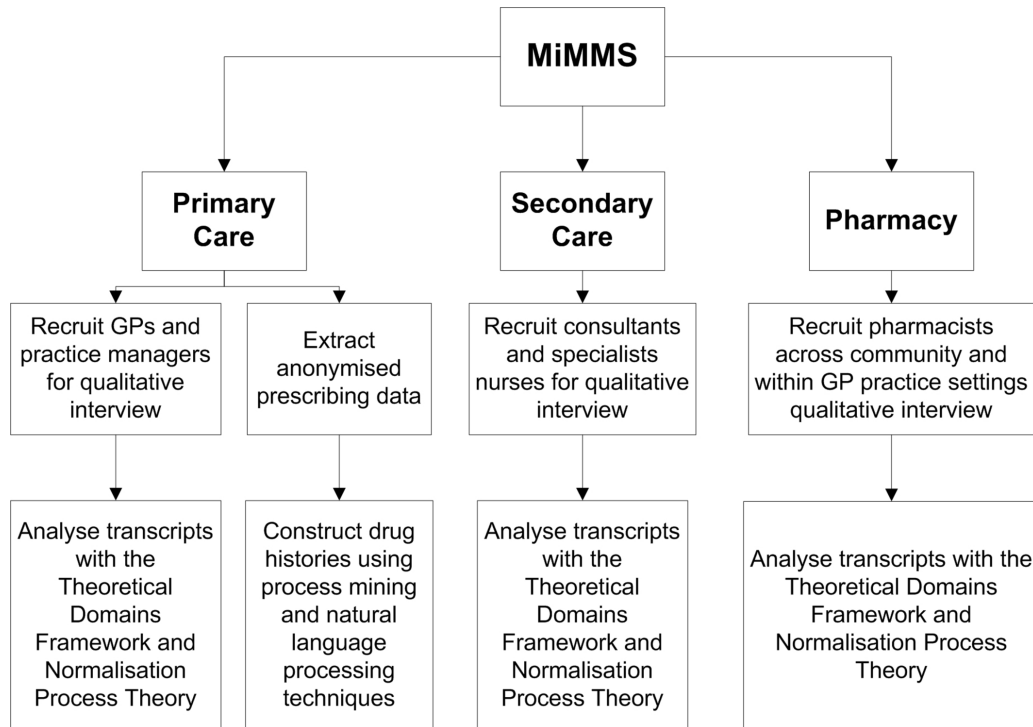 MiMMS
Primary
Care
Secondary
Care
Pharmacy
Recruit GPs and
practice managers
for qualitative
interview
Extract
anonymised
prescribing data
Recruit consultants
and specialists
nurses for qualitative
interview
Recruit pharmacists
across community and
within GP practice settings
qualitative interview
Analyse transcripts
with the
Theoretical
Domains
Framework and
Normalisation
Process Theory
Construct drug
histories using
process mining
and natural
language
processing
techniques
Analyse transcripts
with the
Theoretical
Domains
Framework and
Normalisation
Process Theory
Analyse transcripts with the
Theoretical Domains
Framework and
Normalisation Process
Theory